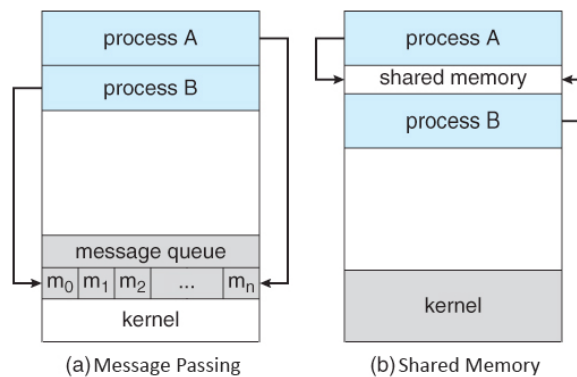 process A
process B
message queue
m0 m1 m2 ... mn
kernel
(a) Message Passing
process A
shared memory
process B
kernel
(b) Shared Memory